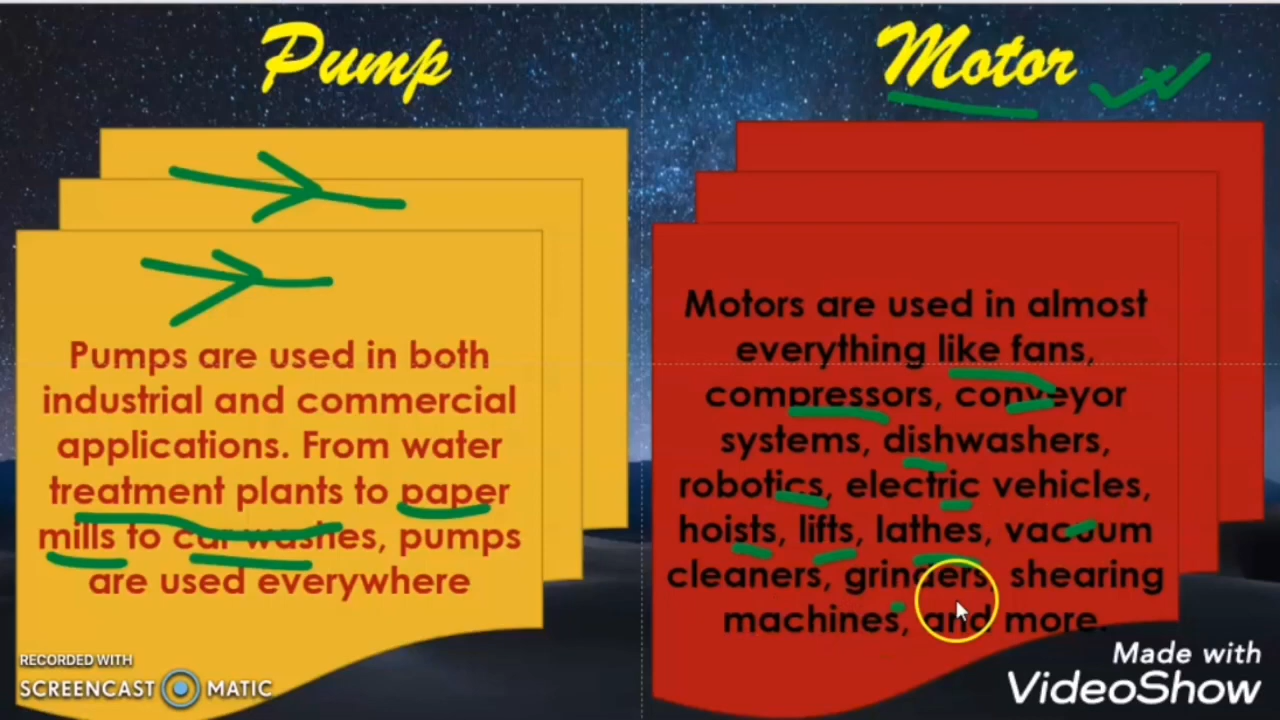 Pump
Pumps are used in both
industrial and commercial
applications. From water
treatment plants to paper
mills to car washes, pumps
are used everywhere
Motor
Motors are used in almost
everything like fans,
compressors, conveyor
systems, dishwashers,
robotics, electric vehicles,
hoists, lifts, lathes, vacuum
cleaners, grinders, shearing
machines, and more.
RECORDED WITH
SCREENCAST MATIC
Made with
VideoShow